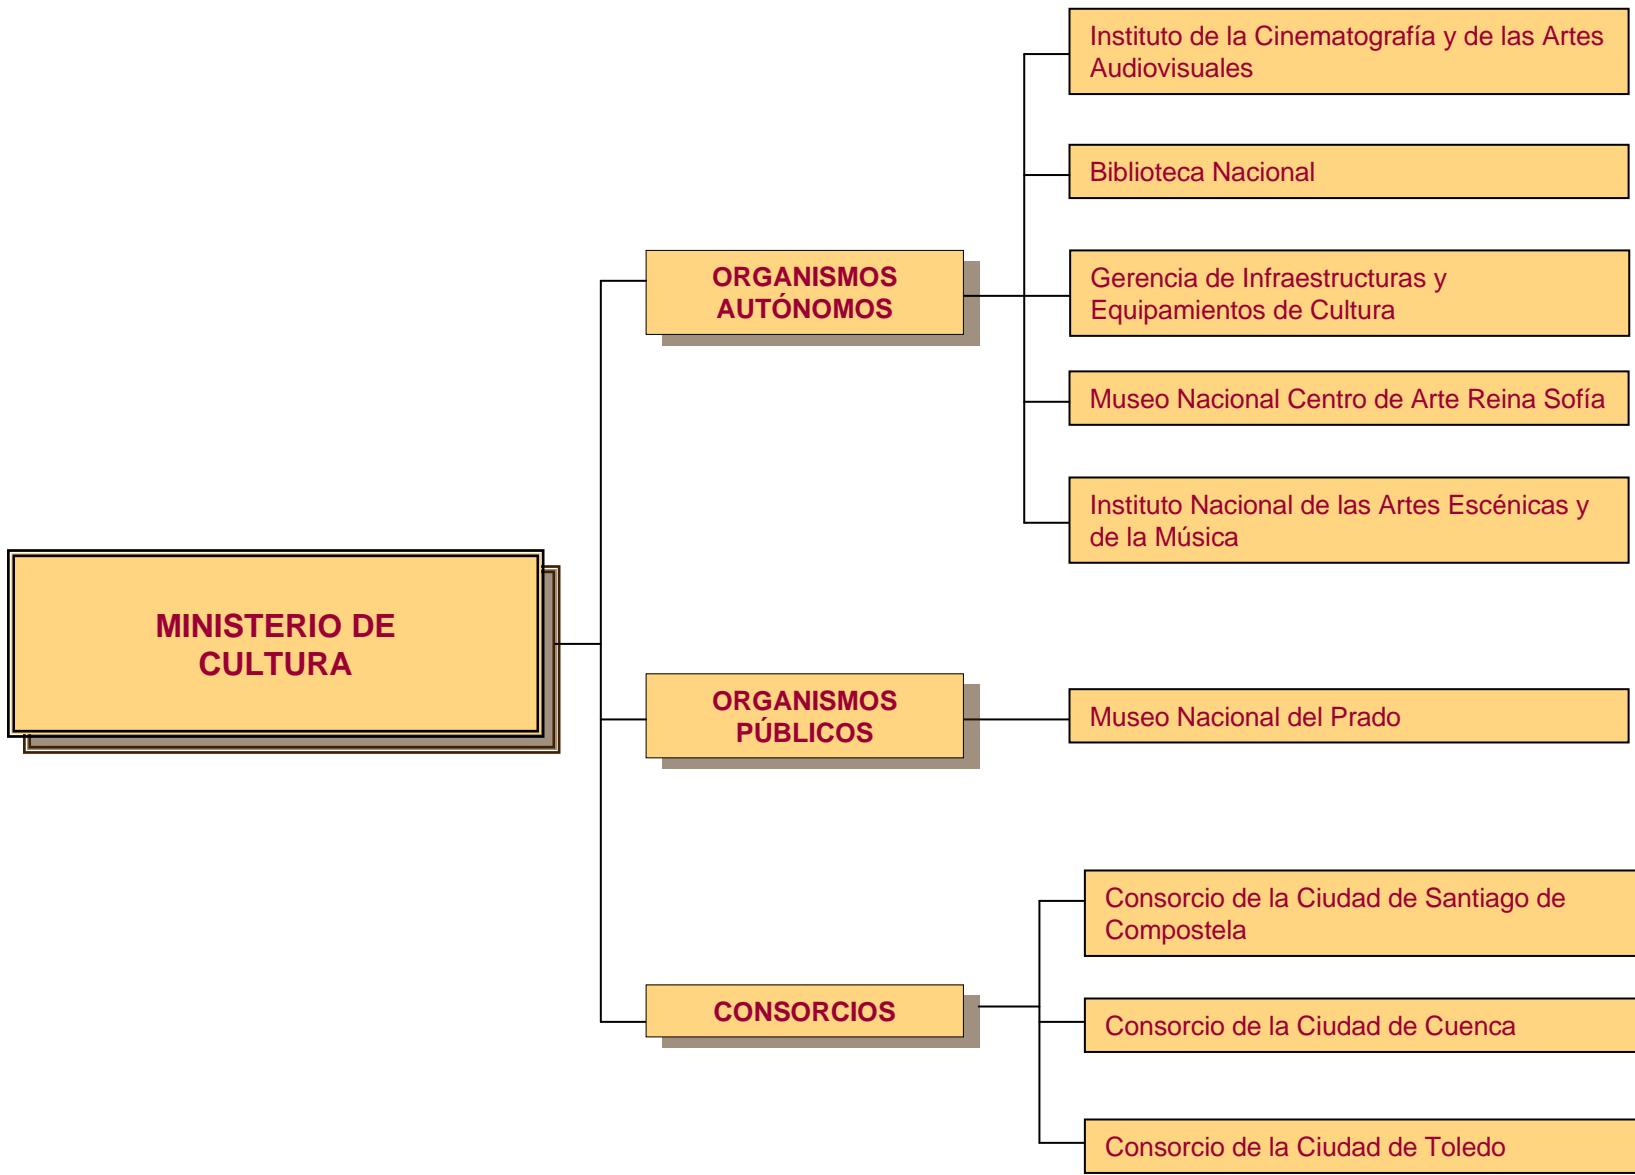 Instituto de la Cinematografía y de las Artes
Audiovisuales
Biblioteca Nacional
ORGANISMOS
AUTÓNOMOS
Gerencia de Infraestructuras y
Equipamientos de Cultura
Museo Nacional Centro de Arte Reina Sofía
Instituto Nacional de las Artes Escénicas y
de la Música
MINISTERIO DE
CULTURA
ORGANISMOS
PÚBLICOS
Museo Nacional del Prado
Consorcio de la Ciudad de Santiago de
Compostela
CONSORCIOS
Consorcio de la Ciudad de Cuenca
Consorcio de la Ciudad de Toledo